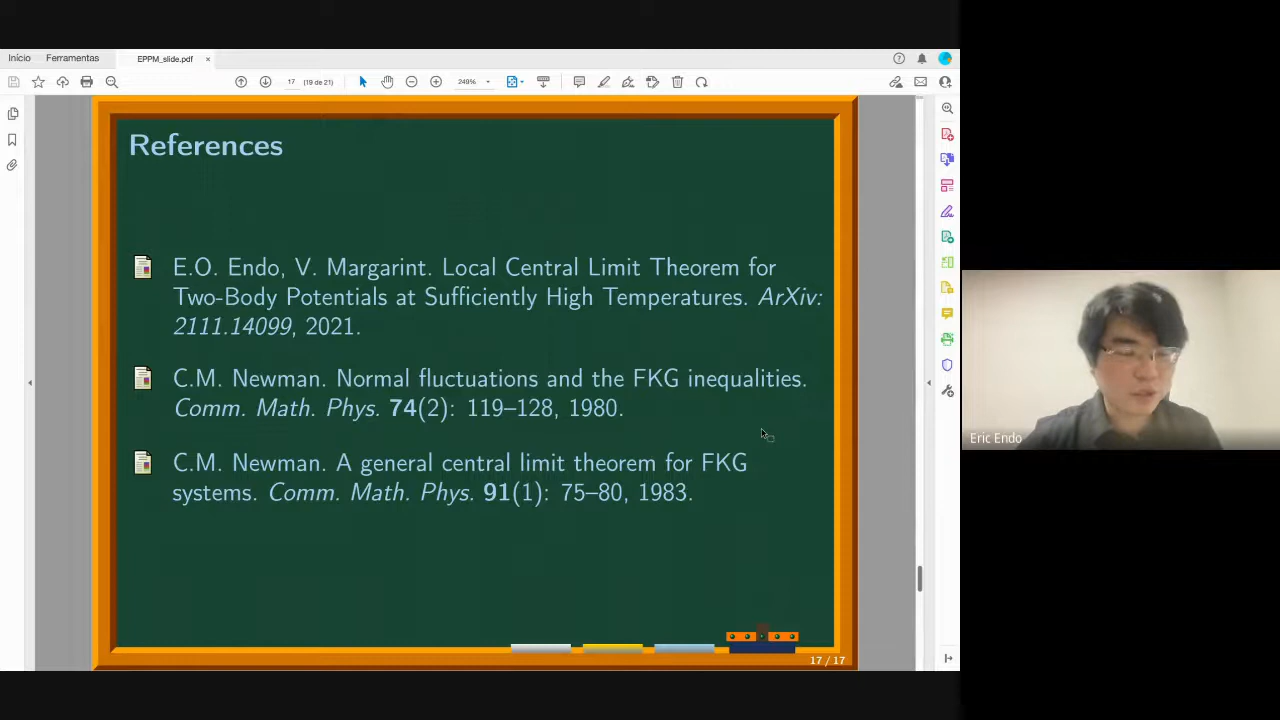 Início Ferramentas EPPM_slide.pdf ×
17 (19 de 21) 249%
References
E.O. Endo, V. Margarint. Local Central Limit Theorem for
Two-Body Potentials at Sufficiently High Temperatures. ArXiv:
2111.14099, 2021.
C.M. Newman. Normal fluctuations and the FKG inequalities.
Comm. Math. Phys. 74(2): 119–128, 1980.
C.M. Newman. A general central limit theorem for FKG
systems. Comm. Math. Phys. 91(1): 75–80, 1983.
17 / 17
Eric Endo